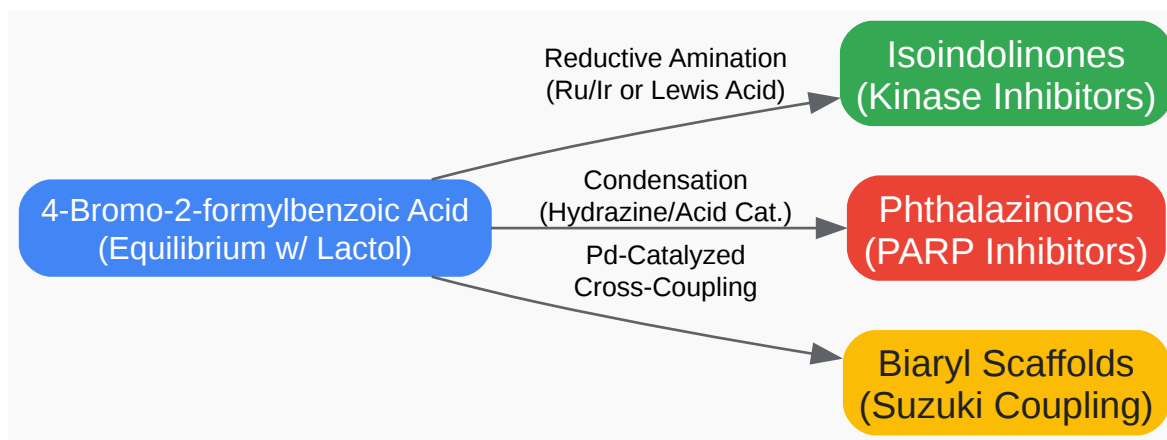 4-Bromo-2-formylbenzoic Acid
(Equilibrium w/ Lactol)
Reductive Amination
(Ru/Ir or Lewis Acid)
Isoindolinones
(Kinase Inhibitors)
Condensation
(Hydrazine/Acid Cat.)
Phthalazinones
(PARP Inhibitors)
Pd-Catalyzed
Cross-Coupling
Biaryl Scaffolds
(Suzuki Coupling)